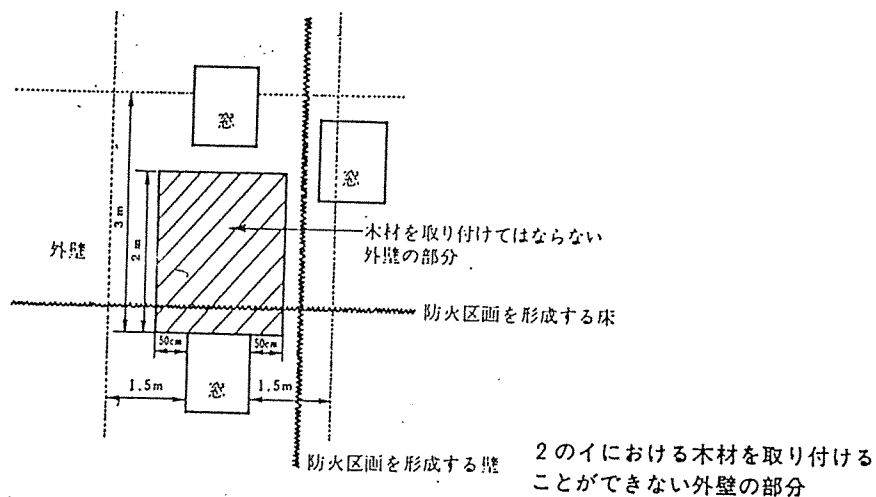 窓
窓
3m
2m
木材を取り付けてはならない
外壁の部分
外壁
防火区画を形成する床
50cm
50cm
窓
1.5m
1.5m
防火区画を形成する壁
2のイにおける木材を取り付ける
ことができない外壁の部分